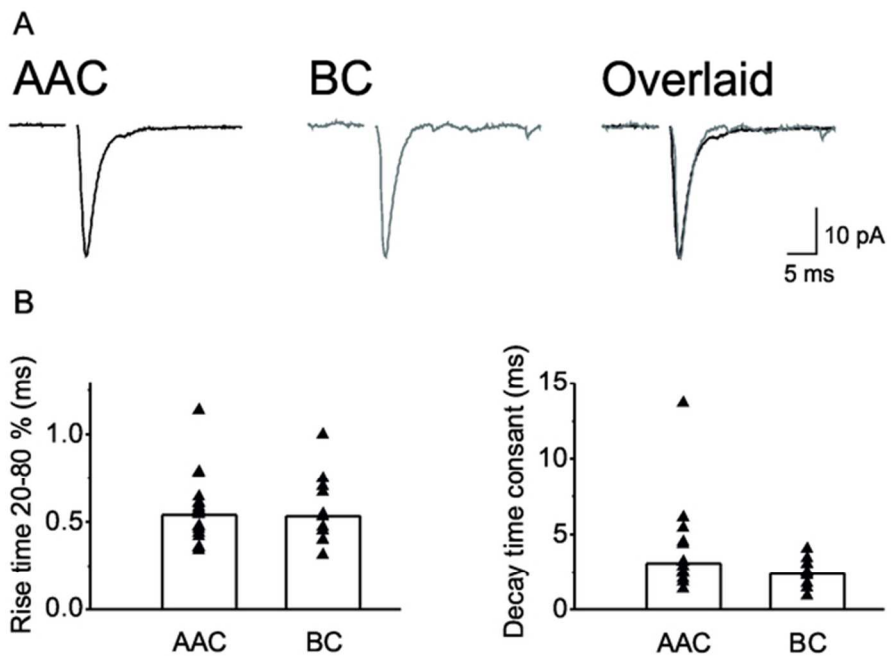 A
AAC BC Overlaid
10 pA
5 ms
B
Rise time 20-80 % (ms)
1.0
0.5
0.0
AAC BC
Decay time consant (ms)
15
10
5
0
AAC BC